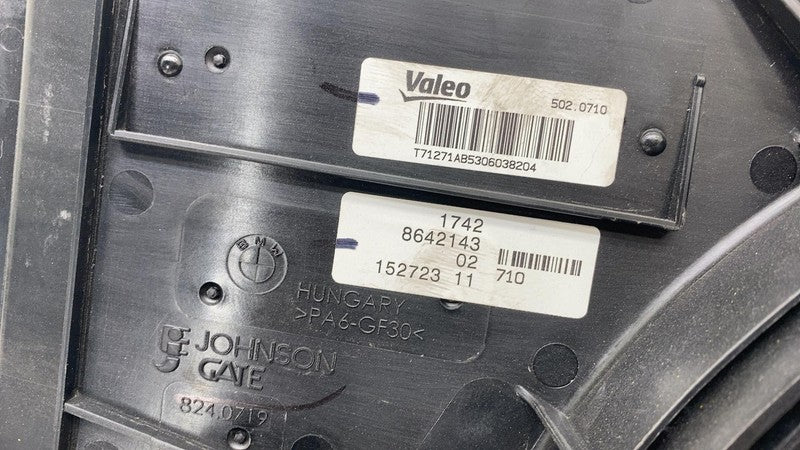 Valeo
502.0710
T71271AB5306038204
1742
8642143
02
710
152723 11
BMW
HUNGARY
>PA6-GF30<
JOHNSON
GATE
824.0719